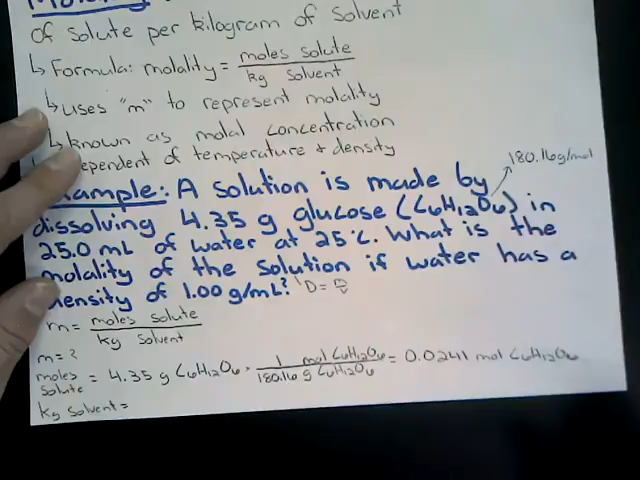 Molality
of solute per kilogram of solvent
↳ Formula: molality = moles solute / kg solvent
↳ uses "m" to represent molality
↳ known as molal concentration
ependent of temperature + density
180.16g/mol
ample: A solution is made by
dissolving 4.35 g glucose (C6H12O6) in
25.0 mL of water at 25°C. What is the
molality of the solution if water has a
density of 1.00 g/mL? D = m/v
m = moles solute / kg solvent
m = ?
moles solute = 4.35 g C6H12O6 · 1 mol C6H12O6 / 180.16 g C6H12O6 = 0.0241 mol C6H12O6
kg solvent =